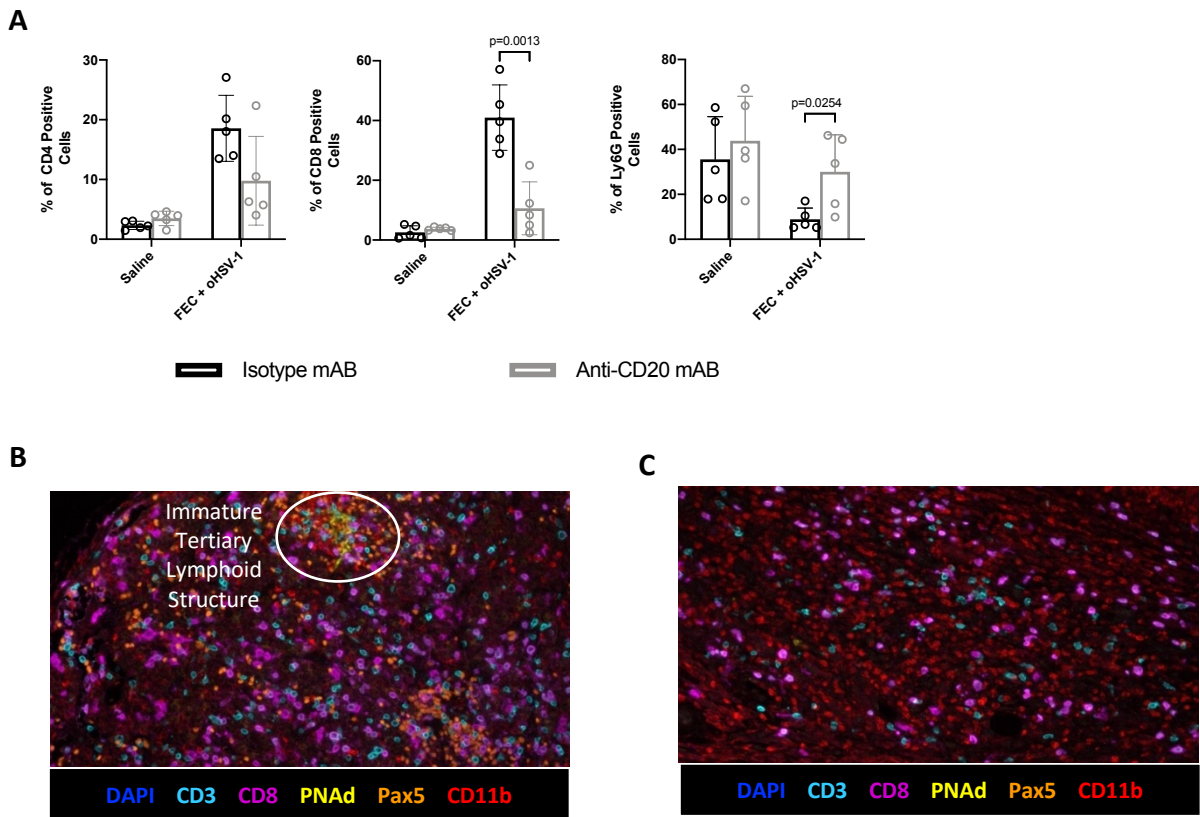 A
% of CD4 Positive
Cells
30
20
10
0
Saline
FEC + oHSV-1
% of CD8 Positive
Cells
60
40
20
0
p=0.0013
Saline
FEC + oHSV-1
% of Ly6G Positive
Cells
80
60
40
20
0
p=0.0254
Saline
FEC + oHSV-1
Isotype mAB
Anti-CD20 mAB
B
Immature
Tertiary
Lymphoid
Structure
DAPI CD3 CD8 PNAd Pax5 CD11b
C
DAPI CD3 CD8 PNAd Pax5 CD11b